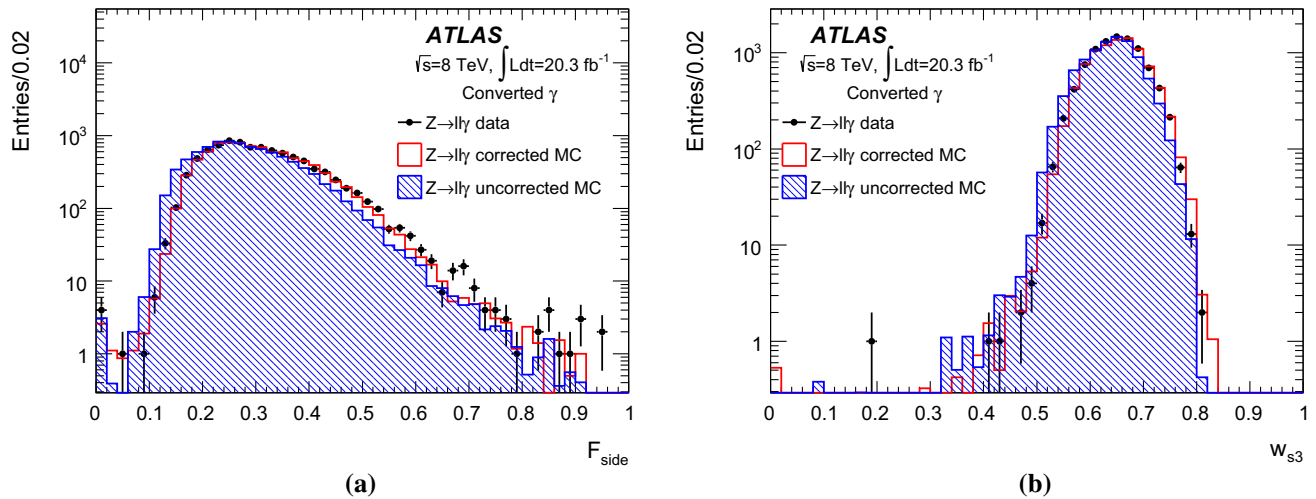 Entries/0.02
10⁴
10³
10²
10
1
ATLAS
√s=8 TeV, ∫Ldt=20.3 fb⁻¹
Converted γ
Z→llγ data
Z→llγ corrected MC
Z→llγ uncorrected MC
0 0.1 0.2 0.3 0.4 0.5 0.6 0.7 0.8 0.9 1
F_side
(a)
Entries/0.02
10³
10²
10
1
ATLAS
√s=8 TeV, ∫Ldt=20.3 fb⁻¹
Converted γ
Z→llγ data
Z→llγ corrected MC
Z→llγ uncorrected MC
0 0.1 0.2 0.3 0.4 0.5 0.6 0.7 0.8 0.9 1
w_s3
(b)